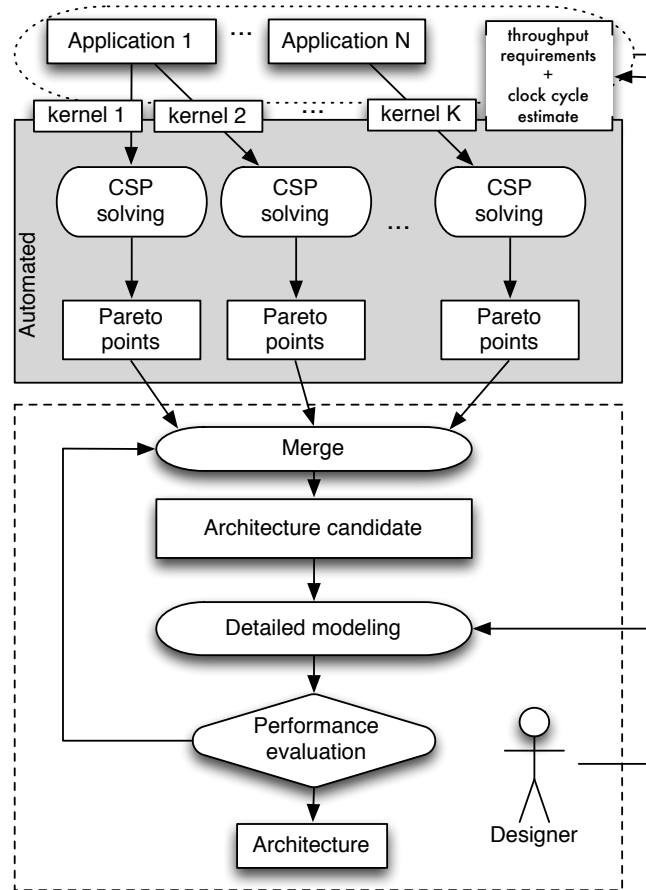 Application 1
...
Application N
throughput
requirements
+
clock cycle
estimate
kernel 1
kernel 2
...
kernel K
CSP
solving
CSP
solving
...
CSP
solving
Automated
Pareto
points
Pareto
points
Pareto
points
Merge
Architecture candidate
Detailed modeling
Performance
evaluation
Designer
Architecture